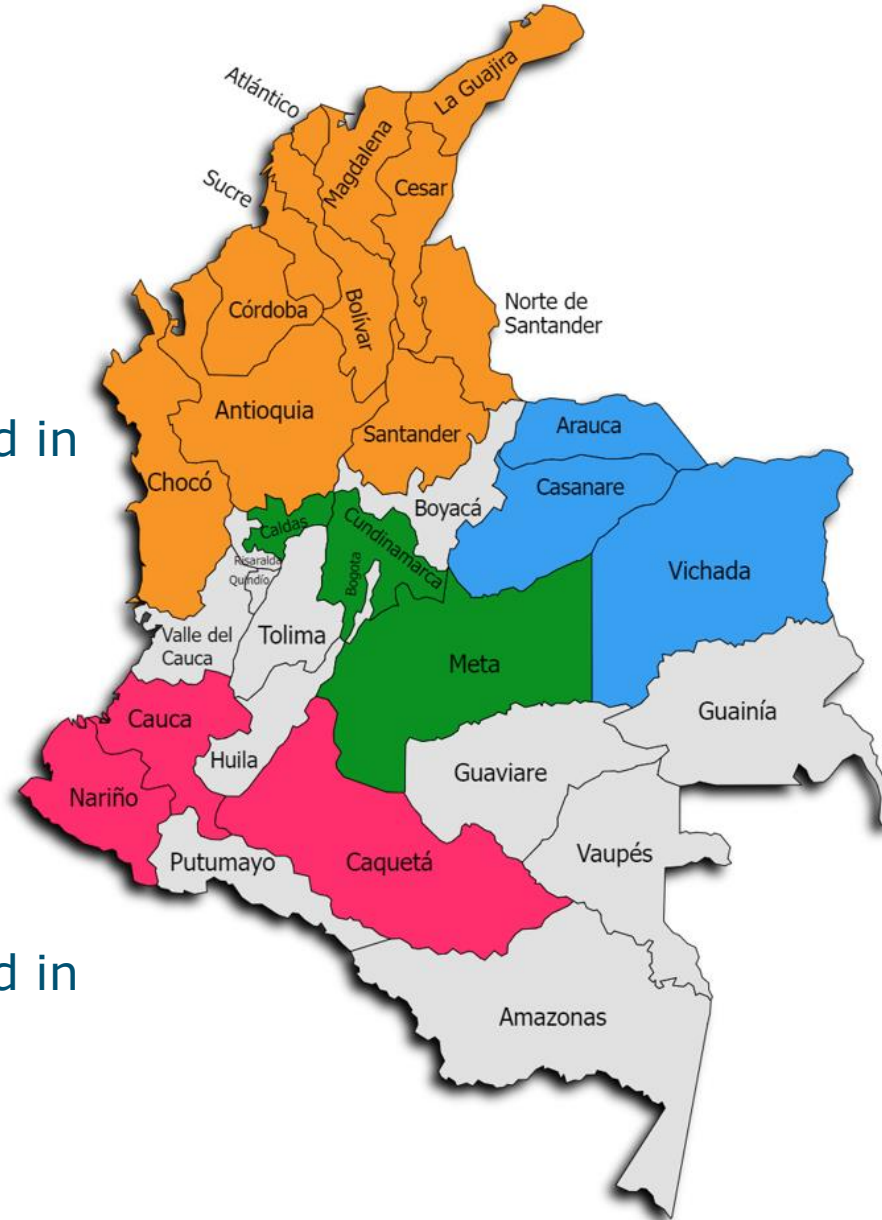 La Guajira
Atlántico
Magdalena
Cesar
Sucre
Norte de
Santander
Córdoba
Bolívar
Antioquia
Santander
Arauca
d in
Chocó
Boyacá
Casanare
Caldas
Cundinamarca
Risaralda
Quindío
Bogota
Vichada
Valle del
Cauca
Tolima
Meta
Cauca
Guainía
Huila
Guaviare
Nariño
Putumayo
Caquetá
Vaupés
d in
Amazonas